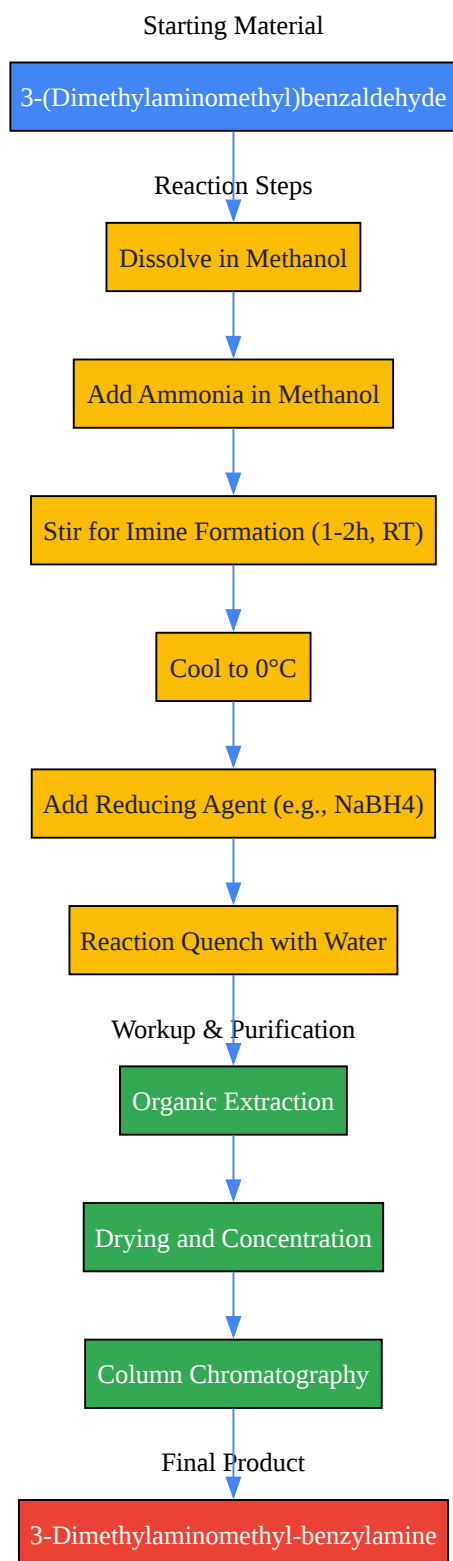 Starting Material
3-(Dimethylaminomethyl)benzaldehyde
Reaction Steps
Dissolve in Methanol
Add Ammonia in Methanol
Stir for Imine Formation (1-2h, RT)
Cool to 0°C
Add Reducing Agent (e.g., NaBH4)
Reaction Quench with Water
Workup & Purification
Organic Extraction
Drying and Concentration
Column Chromatography
Final Product
3-Dimethylaminomethyl-benzylamine